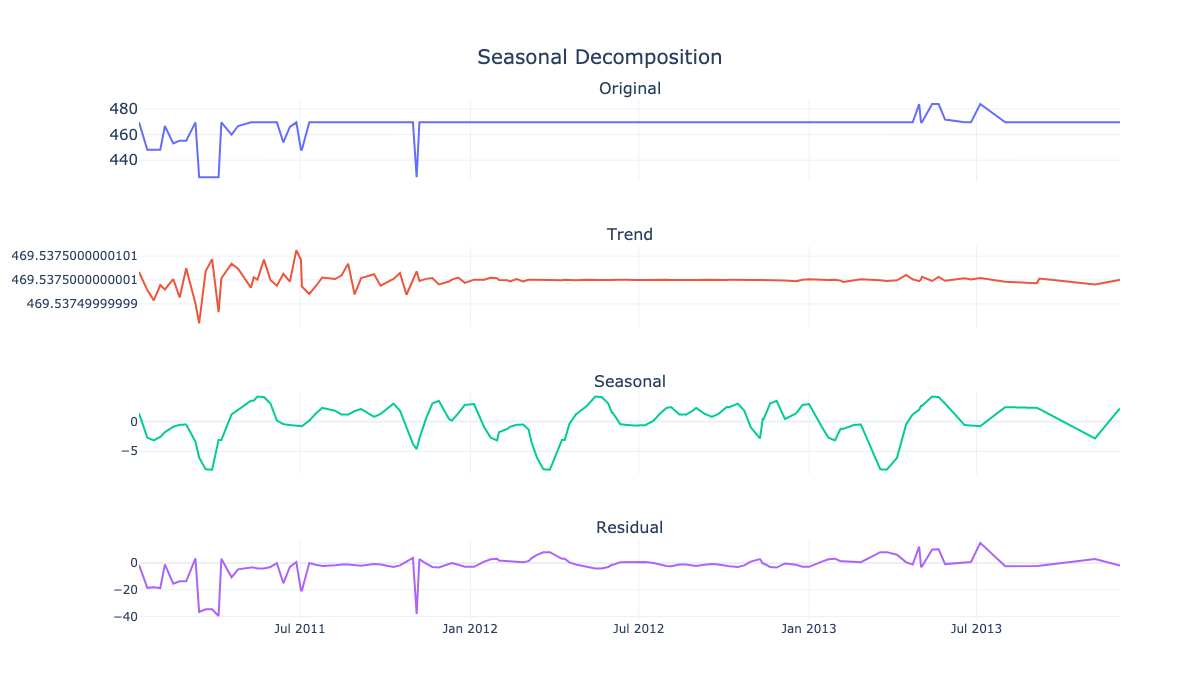 Seasonal Decomposition
Original
480
460
440
Trend
469.5375000000101
469.5375000000001
469.53749999999
Seasonal
0
−5
Residual
0
−20
−40
Jul 2011
Jan 2012
Jul 2012
Jan 2013
Jul 2013